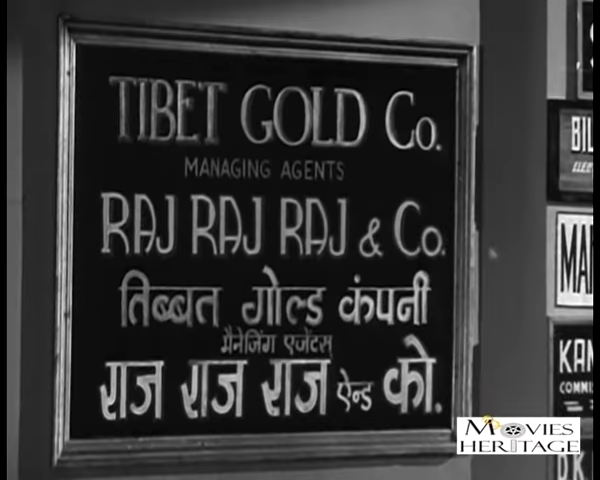 TIBET GOLD Co.
MANAGING AGENTS
RAJ RAJ RAJ & Co.
तिब्बत गोल्ड कंपनी
मैनेजिंग एजेंटस्
राज राज राज ऐन्ड को.
MOVIES
HERITAGE